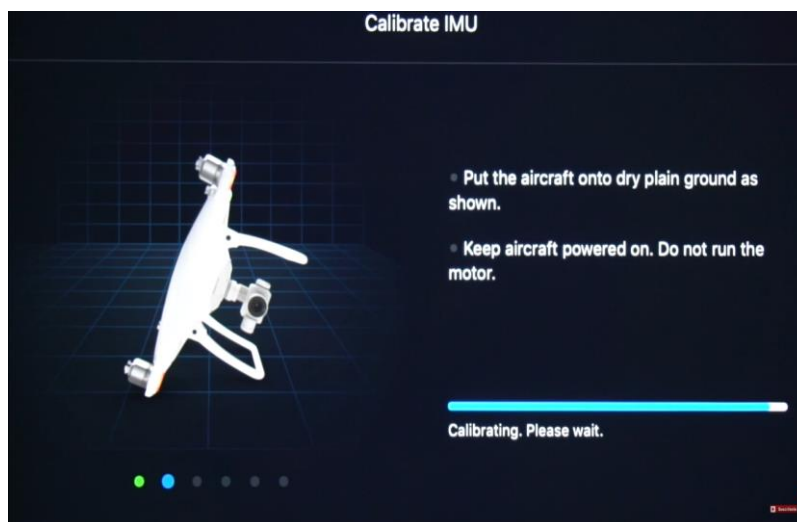 Calibrate IMU
Put the aircraft onto dry plain ground as
shown.
Keep aircraft powered on. Do not run the
motor.
Calibrating. Please wait.